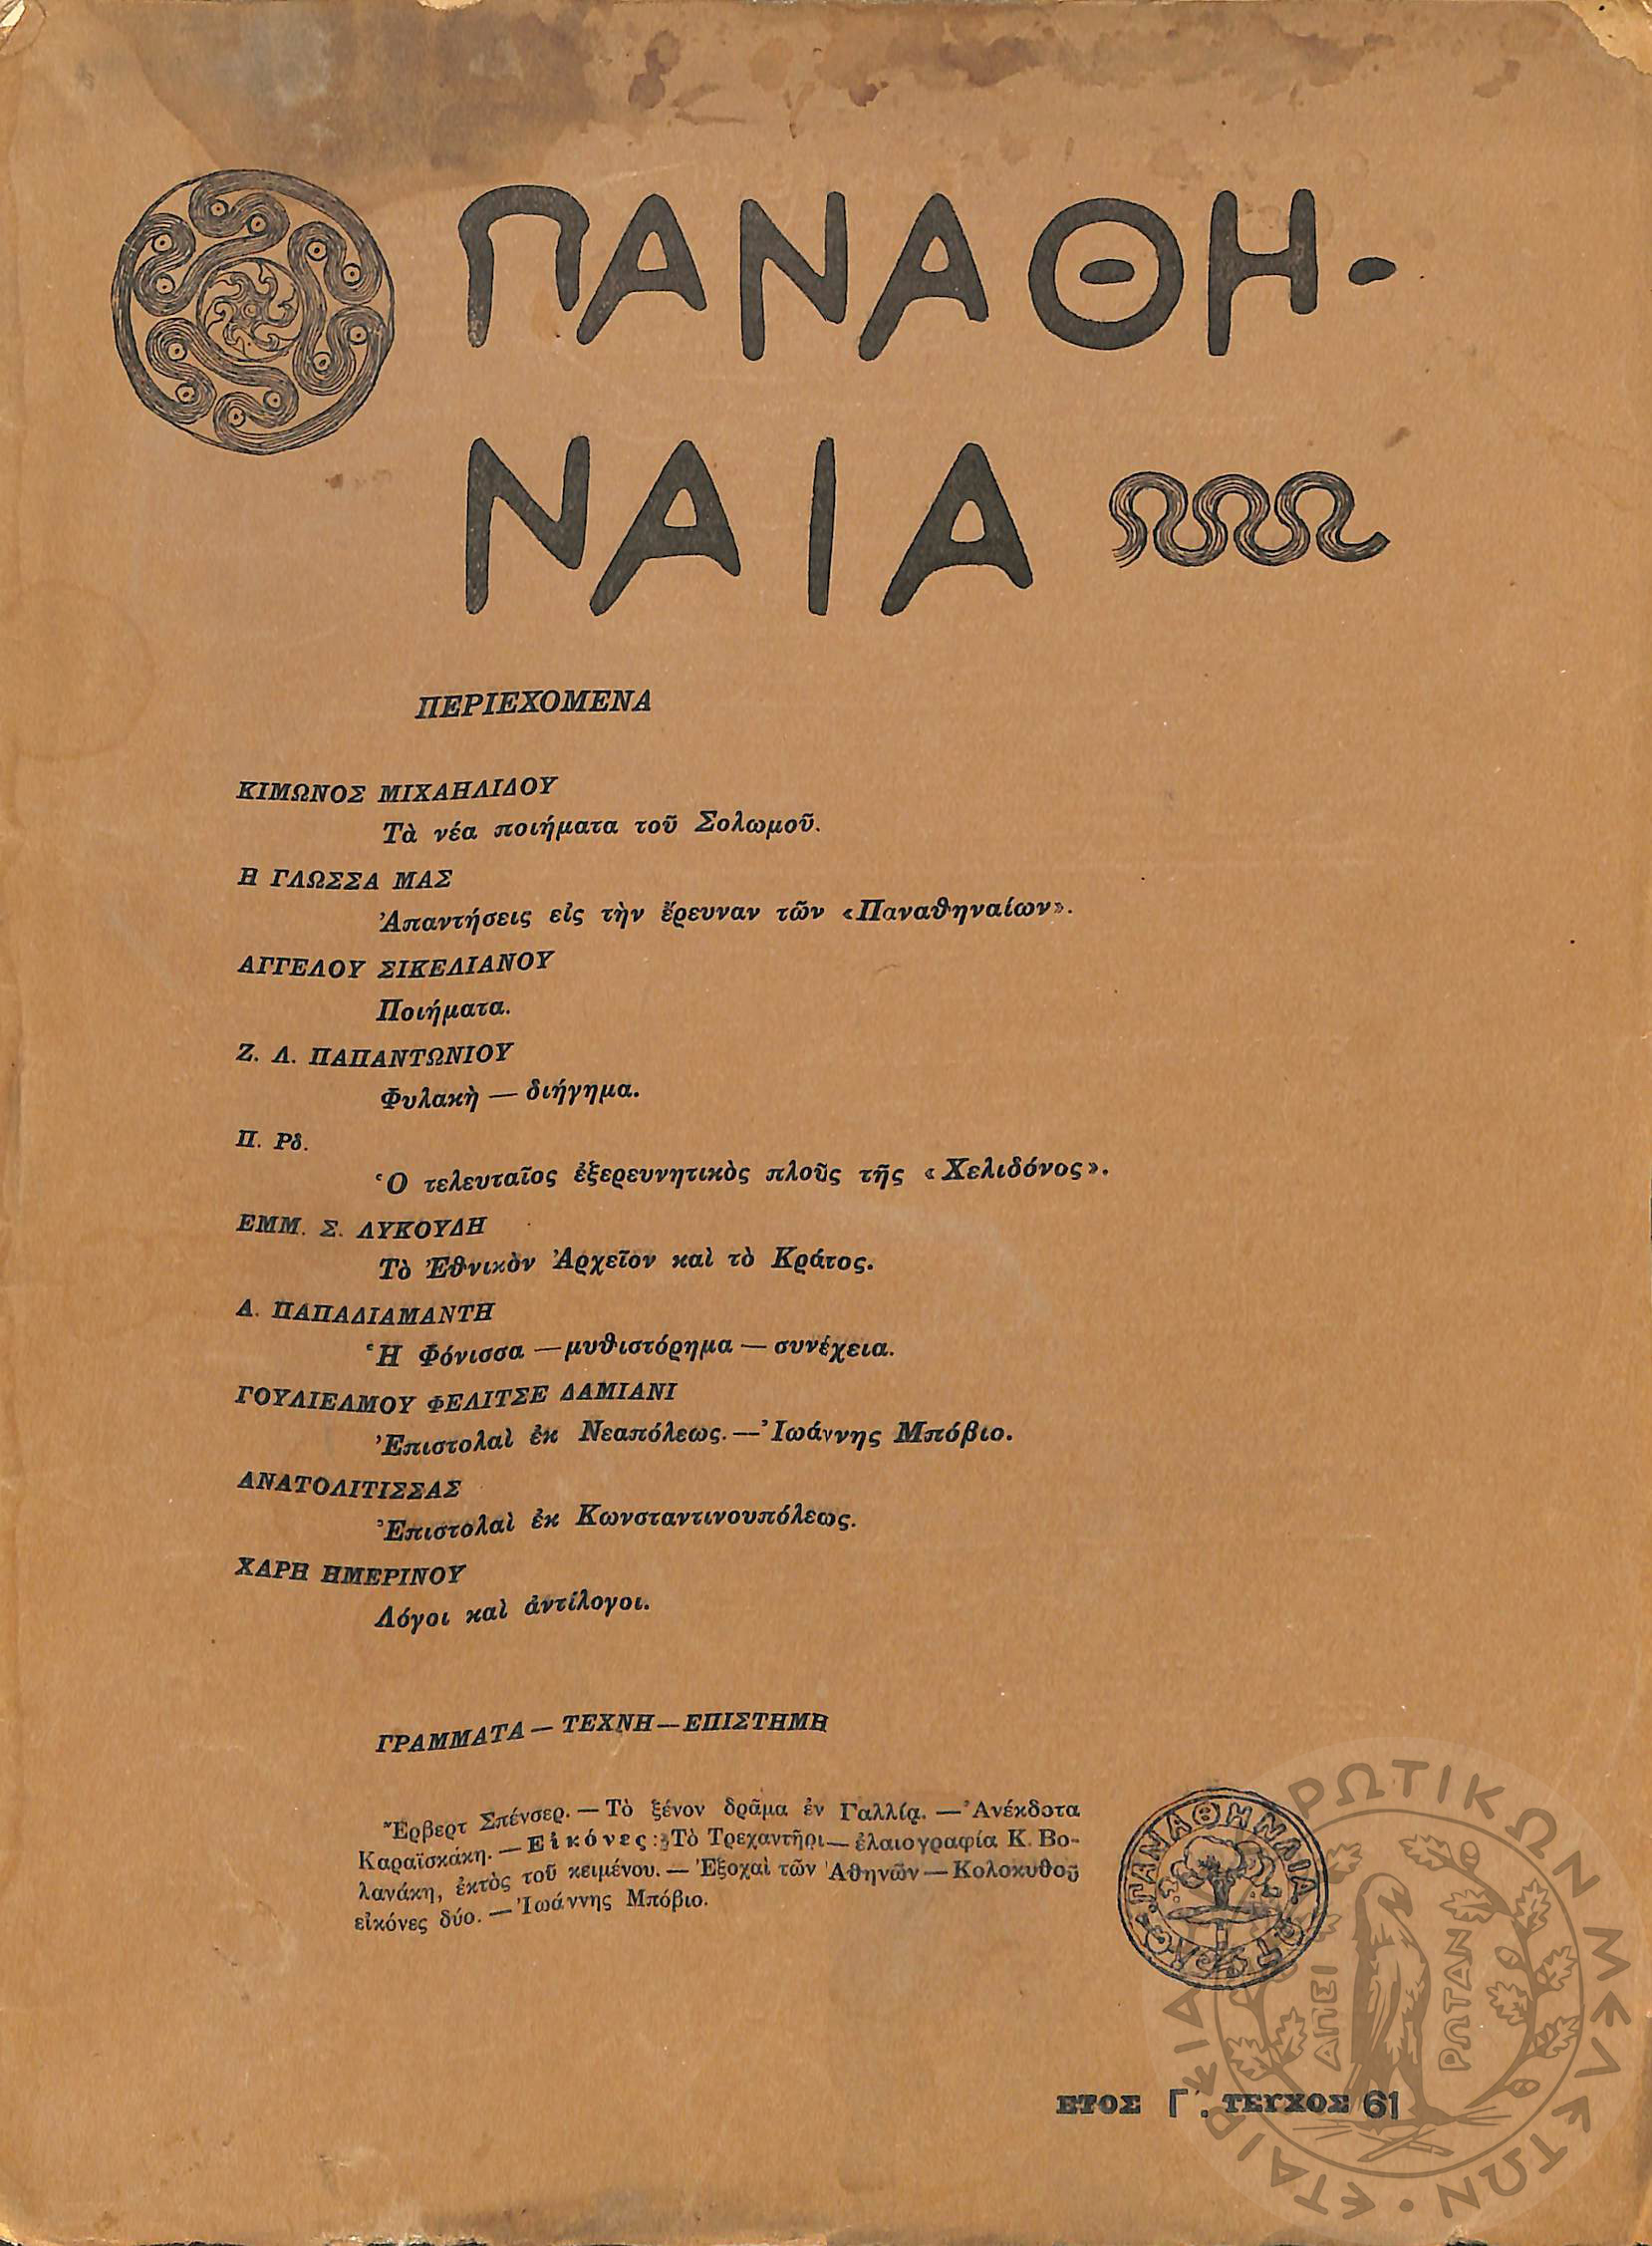 ΠΑΝΑΘΗ-
ΝΑΙΑ
ΠΕΡΙΕΧΟΜΕΝΑ
ΚΙΜΩΝΟΣ ΜΙΧΑΗΛΙΔΟΥ
Τὰ νέα ποιήματα τοῦ Σολωμοῦ.
Η ΓΛΩΣΣΑ ΜΑΣ
Ἀπαντήσεις εἰς τὴν ἔρευναν τῶν «Παναθηναίων».
ΑΓΓΕΛΟΥ ΣΙΚΕΛΙΑΝΟΥ
Ποιήματα.
Ζ. Λ. ΠΑΠΑΝΤΩΝΙΟΥ
Φυλακὴ — διήγημα.
Π. Ρδ.
Ὁ τελευταῖος ἐξερευνητικὸς πλοῦς τῆς «Χελιδόνος».
ΕΜΜ. Σ. ΛΥΚΟΥΔΗ
Τὸ Ἐθνικὸν Ἀρχεῖον καὶ τὸ Κράτος.
Α. ΠΑΠΑΔΙΑΜΑΝΤΗ
Ἡ Φόνισσα — μυθιστόρημα — συνέχεια.
ΓΟΥΛΙΕΛΜΟΥ ΦΕΛΙΤΣΕ ΔΑΜΙΑΝΙ
Ἐπιστολαὶ ἐκ Νεαπόλεως. — Ἰωάννης Μπόβιο.
ΑΝΑΤΟΛΙΤΙΣΣΑΣ
Ἐπιστολαὶ ἐκ Κωνσταντινουπόλεως.
ΧΑΡΗ ΗΜΕΡΙΝΟΥ
Λόγοι καὶ ἀντίλογοι.
ΓΡΑΜΜΑΤΑ — ΤΕΧΝΗ — ΕΠΙΣΤΗΜΗ
Ἔρβερτ Σπένσερ. — Τὸ ξένον δρᾶμα ἐν Γαλλίᾳ. — Ἀνέκδοτα
Καραϊσκάκη. — Εἰκόνες: Τὸ Τρεχαντῆρι — ἐλαιογραφία Κ. Βο-
λανάκη, ἐκτὸς τοῦ κειμένου. — Ἐξοχαὶ τῶν Ἀθηνῶν — Κολοκυθοῦ
εἰκόνες δύο. — Ἰωάννης Μπόβιο.
ΠΑΝΑΘΗΝΑΙΑ
ΕΤΟΣ Γ΄. ΤΕΥΧΟΣ 61
ΕΤΑΙΡΕΙΑ ΗΠΕΙΡΩΤΙΚΩΝ ΜΕΛΕΤΩΝ
ΑΠΕΙ
ΡΩΤΑΝ